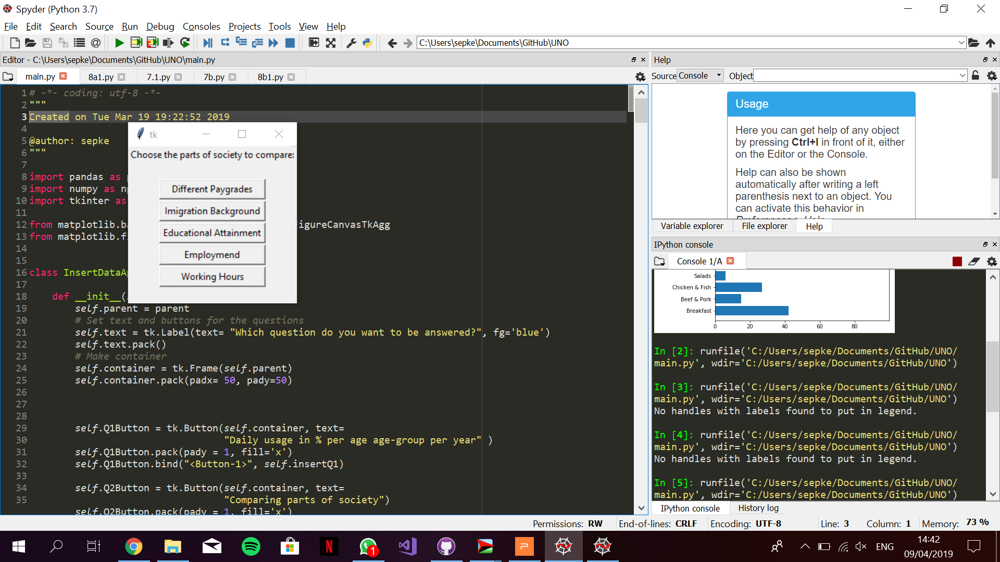 Spyder (Python 3.7)
File Edit Search Source Run Debug Consoles Projects Tools View Help
C:\Users\sepke\Documents\GitHub\UNO
Editor - C:\Users\sepke\Documents\GitHub\UNO\main.py
main.py 8a1.py 7.1.py 7b.py 8b1.py
1 # -*- coding: utf-8 -*-
2 """
3 Created on Tue Mar 19 19:22:52 2019
4
5 @author: sepke
6 """
7
8 import pandas as
9 import numpy as
10 import tkinter as
11
12 from matplotlib.ba igureCanvasTkAgg
13 from matplotlib.fi
14
15
16 class InsertDataAp
17
18 def __init__(
19 self.parent = parent
20 # Set text and buttons for the questions
21 self.text = tk.Label(text= "Which question do you want to be answered?", fg='blue')
22 self.text.pack()
23 # Make container
24 self.container = tk.Frame(self.parent)
25 self.container.pack(padx= 50, pady=50)
26
27
28
29 self.Q1Button = tk.Button(self.container, text=
30 "Daily usage in % per age age-group per year" )
31 self.Q1Button.pack(pady = 1, fill='x')
32 self.Q1Button.bind("<Button-1>", self.insertQ1)
33
34 self.Q2Button = tk.Button(self.container, text=
35 "Comparing parts of society")
self.Q2Button.pack(pady = 1, fill='x')
tk
Choose the parts of society to compare:
Different Paygrades
Imigration Background
Educational Attainment
Employmend
Working Hours
Help
Source Console Object
Usage
Here you can get help of any object
by pressing Ctrl+I in front of it, either
on the Editor or the Console.
Help can also be shown
automatically after writing a left
parenthesis next to an object. You
can activate this behavior in
Preferences > Help
Variable explorer File explorer Help
IPython console
Console 1/A
Salads
Chicken & Fish
Beef & Pork
Breakfast
0 20 40 60 80
In [2]: runfile('C:/Users/sepke/Documents/GitHub/UNO/
main.py', wdir='C:/Users/sepke/Documents/GitHub/UNO')
In [3]: runfile('C:/Users/sepke/Documents/GitHub/UNO/
main.py', wdir='C:/Users/sepke/Documents/GitHub/UNO')
No handles with labels found to put in legend.
In [4]: runfile('C:/Users/sepke/Documents/GitHub/UNO/
main.py', wdir='C:/Users/sepke/Documents/GitHub/UNO')
No handles with labels found to put in legend.
In [5]: runfile('C:/Users/sepke/Documents/GitHub/UNO/
main.py', wdir='C:/Users/sepke/Documents/GitHub/UNO')
IPython console History log
Permissions: RW End-of-lines: CRLF Encoding: UTF-8 Line: 3 Column: 1 Memory: 73 %
N 1 P ENG 14:42
09/04/2019